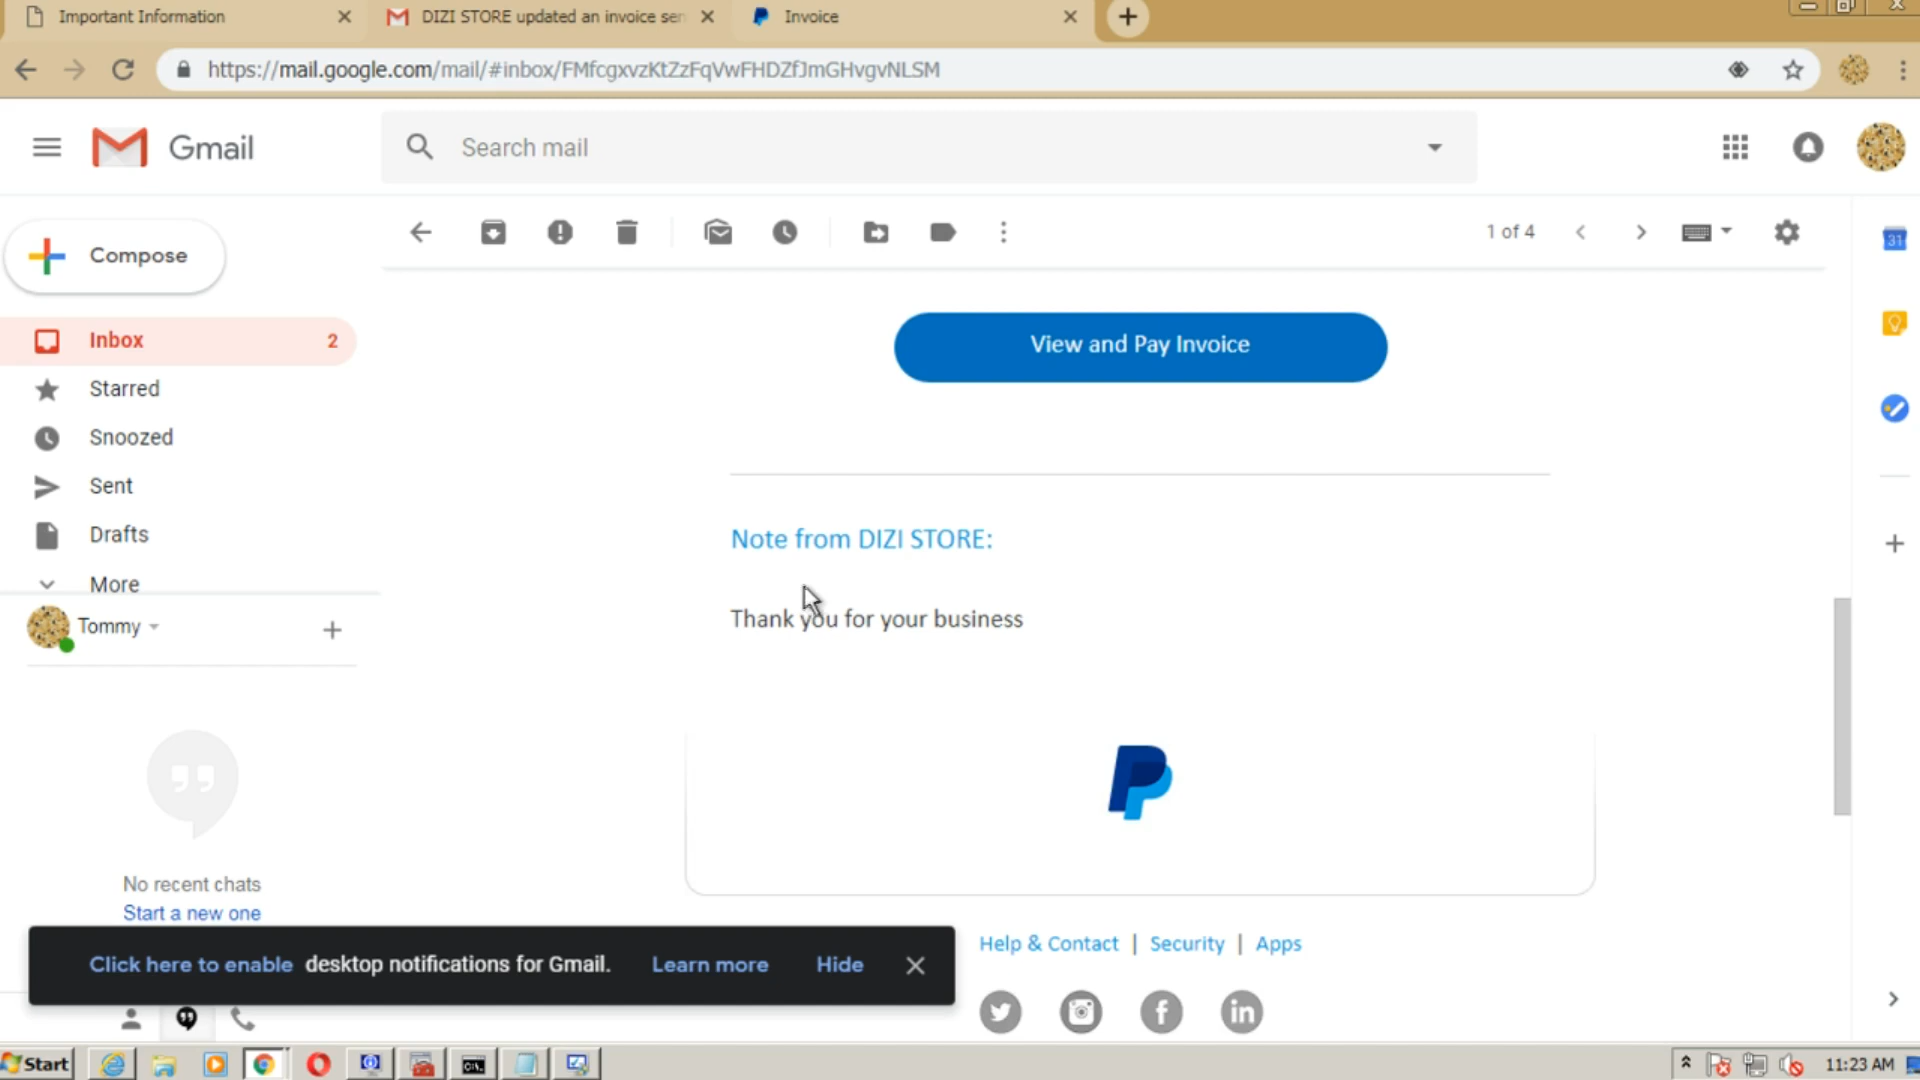 Important Information
DIZI STORE updated an invoice sen
Invoice
https://mail.google.com/mail/#inbox/FMfcgxvzKtZzFqVwFHDZfJmGHvgvNLSM
Gmail
Search mail
Compose
1 of 4
31
Inbox 2
Starred
Snoozed
Sent
Drafts
More
Tommy
View and Pay Invoice
Note from DIZI STORE:
Thank you for your business
No recent chats
Start a new one
Click here to enable desktop notifications for Gmail. Learn more Hide
Help & Contact | Security | Apps
Start
11:23 AM